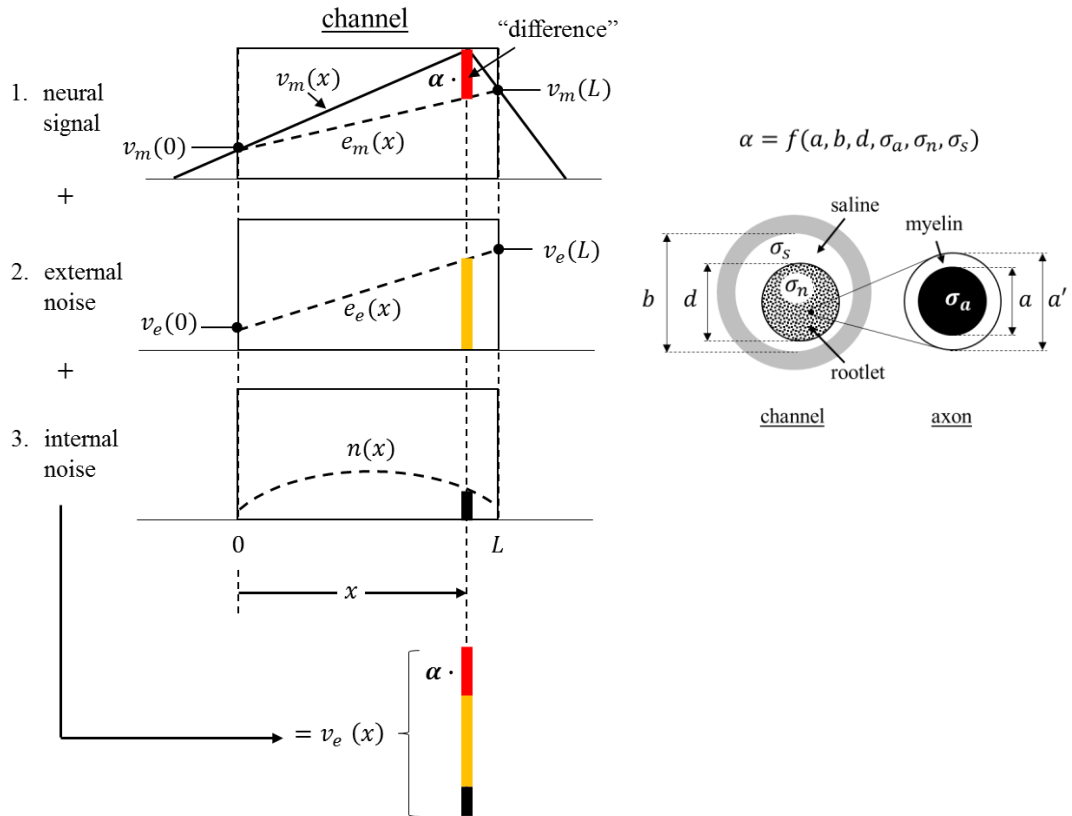 channel
"difference"
1. neural
signal
v_m(x)
α ·
v_m(L)
v_m(0)
e_m(x)
+
2. external
noise
v_e(L)
v_e(0)
e_e(x)
+
3. internal
noise
n(x)
0
L
x
α ·
= v_e (x)
α = f(a, b, d, σ_a, σ_n, σ_s)
saline
myelin
σ_s
b
d
σ_n
σ_a
a
a′
rootlet
channel
axon